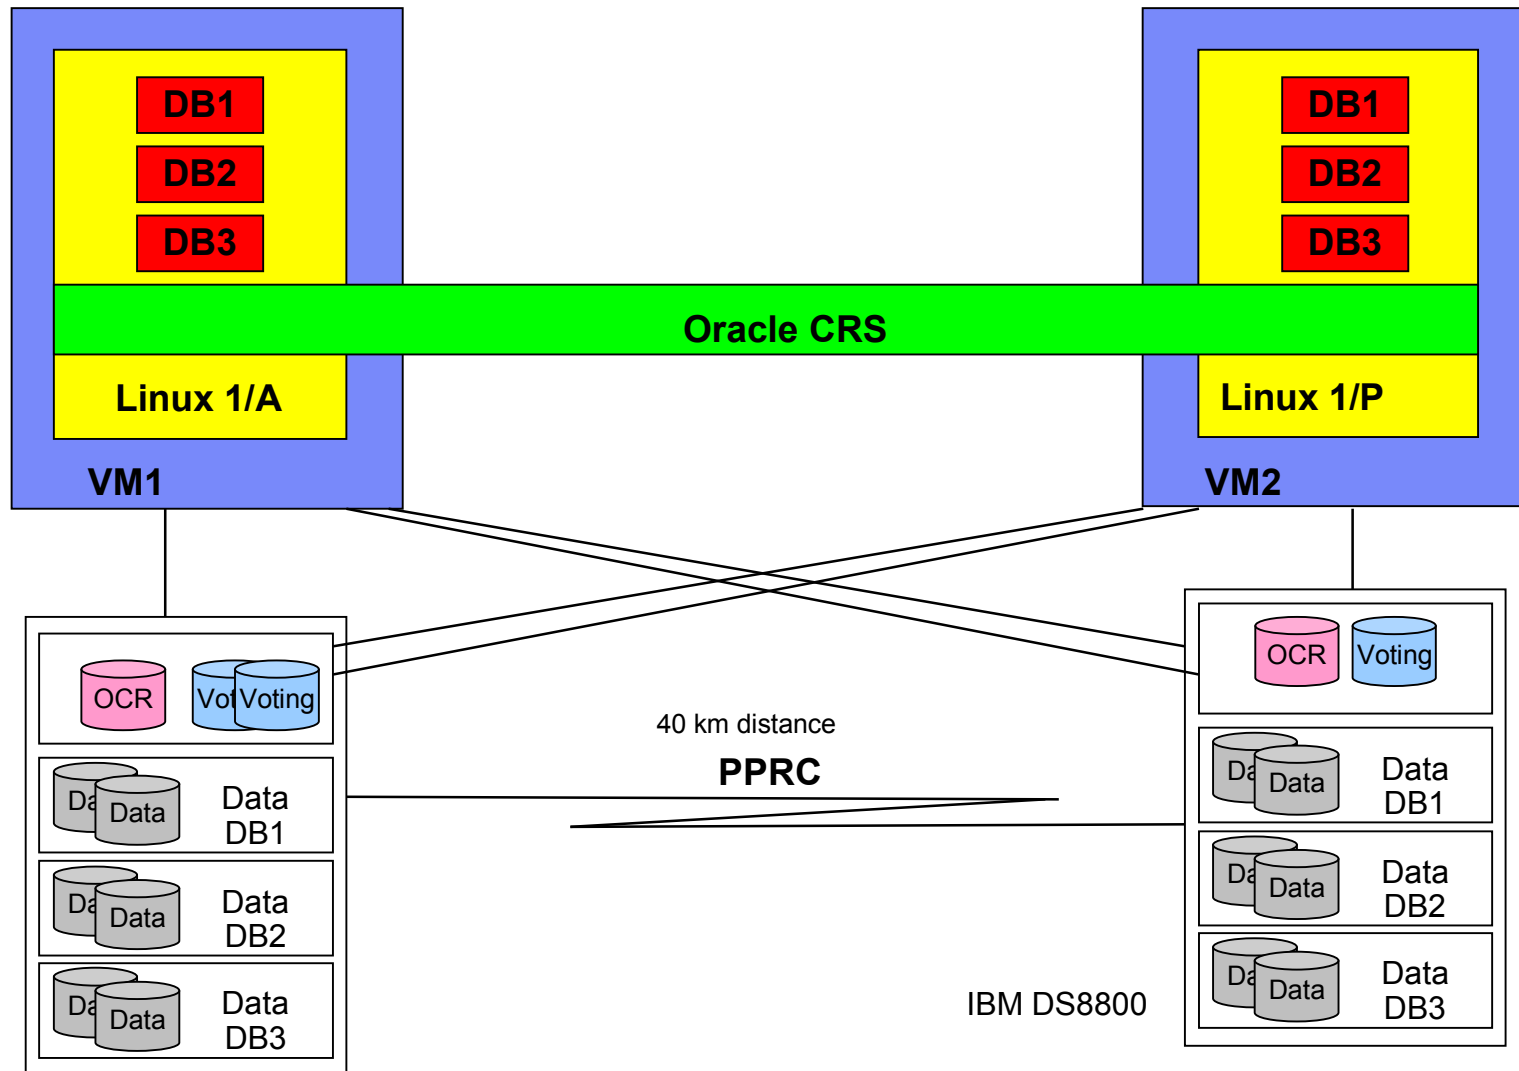 DB1
DB2
DB3
DB1
DB2
DB3
Oracle CRS
Linux 1/A
Linux 1/P
VM1
VM2
OCR
Voting
OCR
Voting
40 km distance
PPRC
Data
Data
DB1
Data
Data
DB1
Data
Data
DB2
Data
Data
DB2
Data
Data
DB3
Data
Data
DB3
IBM DS8800